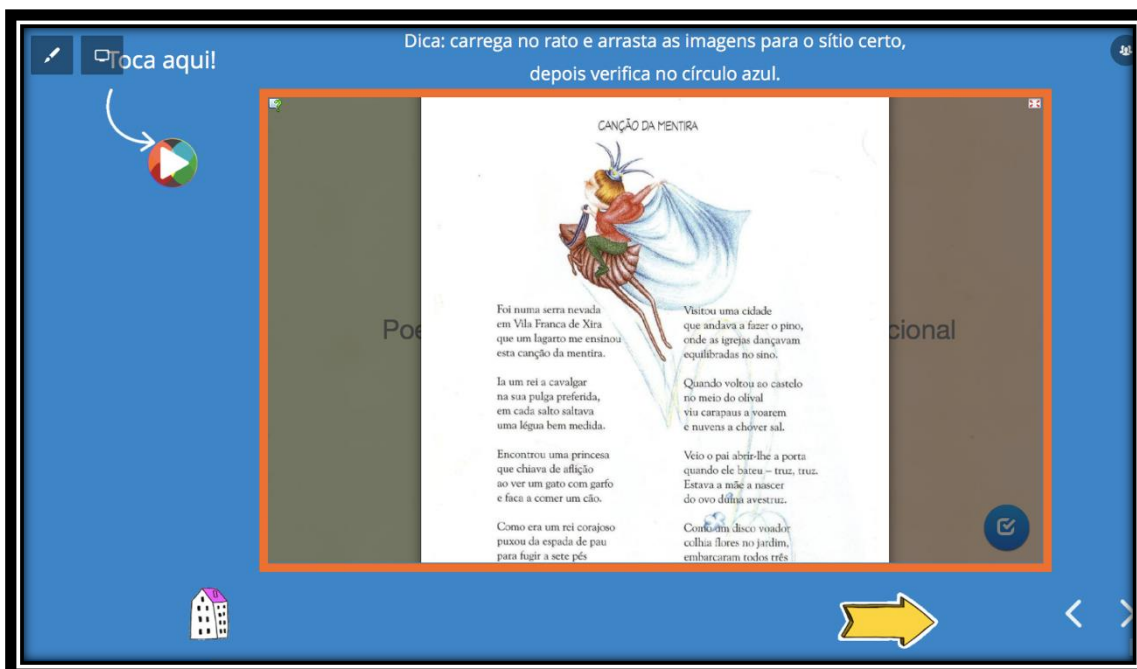 Toca aqui!
Dica: carrega no rato e arrasta as imagens para o sítio certo,
depois verifica no círculo azul.
CANÇÃO DA MENTIRA
Foi numa serra nevada
em Vila Franca de Xira
que um lagarto me ensinou
esta canção da mentira.
Ia um rei a cavalgar
na sua pulga preferida,
em cada salto saltava
uma légua bem medida.
Encontrou uma princesa
que chiava de aflição
ao ver um gato com garfo
e faca a comer um cão.
Como era um rei corajoso
puxou da espada de pau
para fugir a sete pés
Visitou uma cidade
que andava a fazer o pino,
onde as igrejas dançavam
equilibradas no sino.
Quando voltou ao castelo
no meio do olival
viu carapaus a voarem
e nuvens a chover sal.
Veio o pai abrir-lhe a porta
quando ele bateu – truz, truz.
Estava a mãe a nascer
do ovo duma avestruz.
Como um disco voador
colhia flores no jardim,
embarcaram todos três
Poe
cional